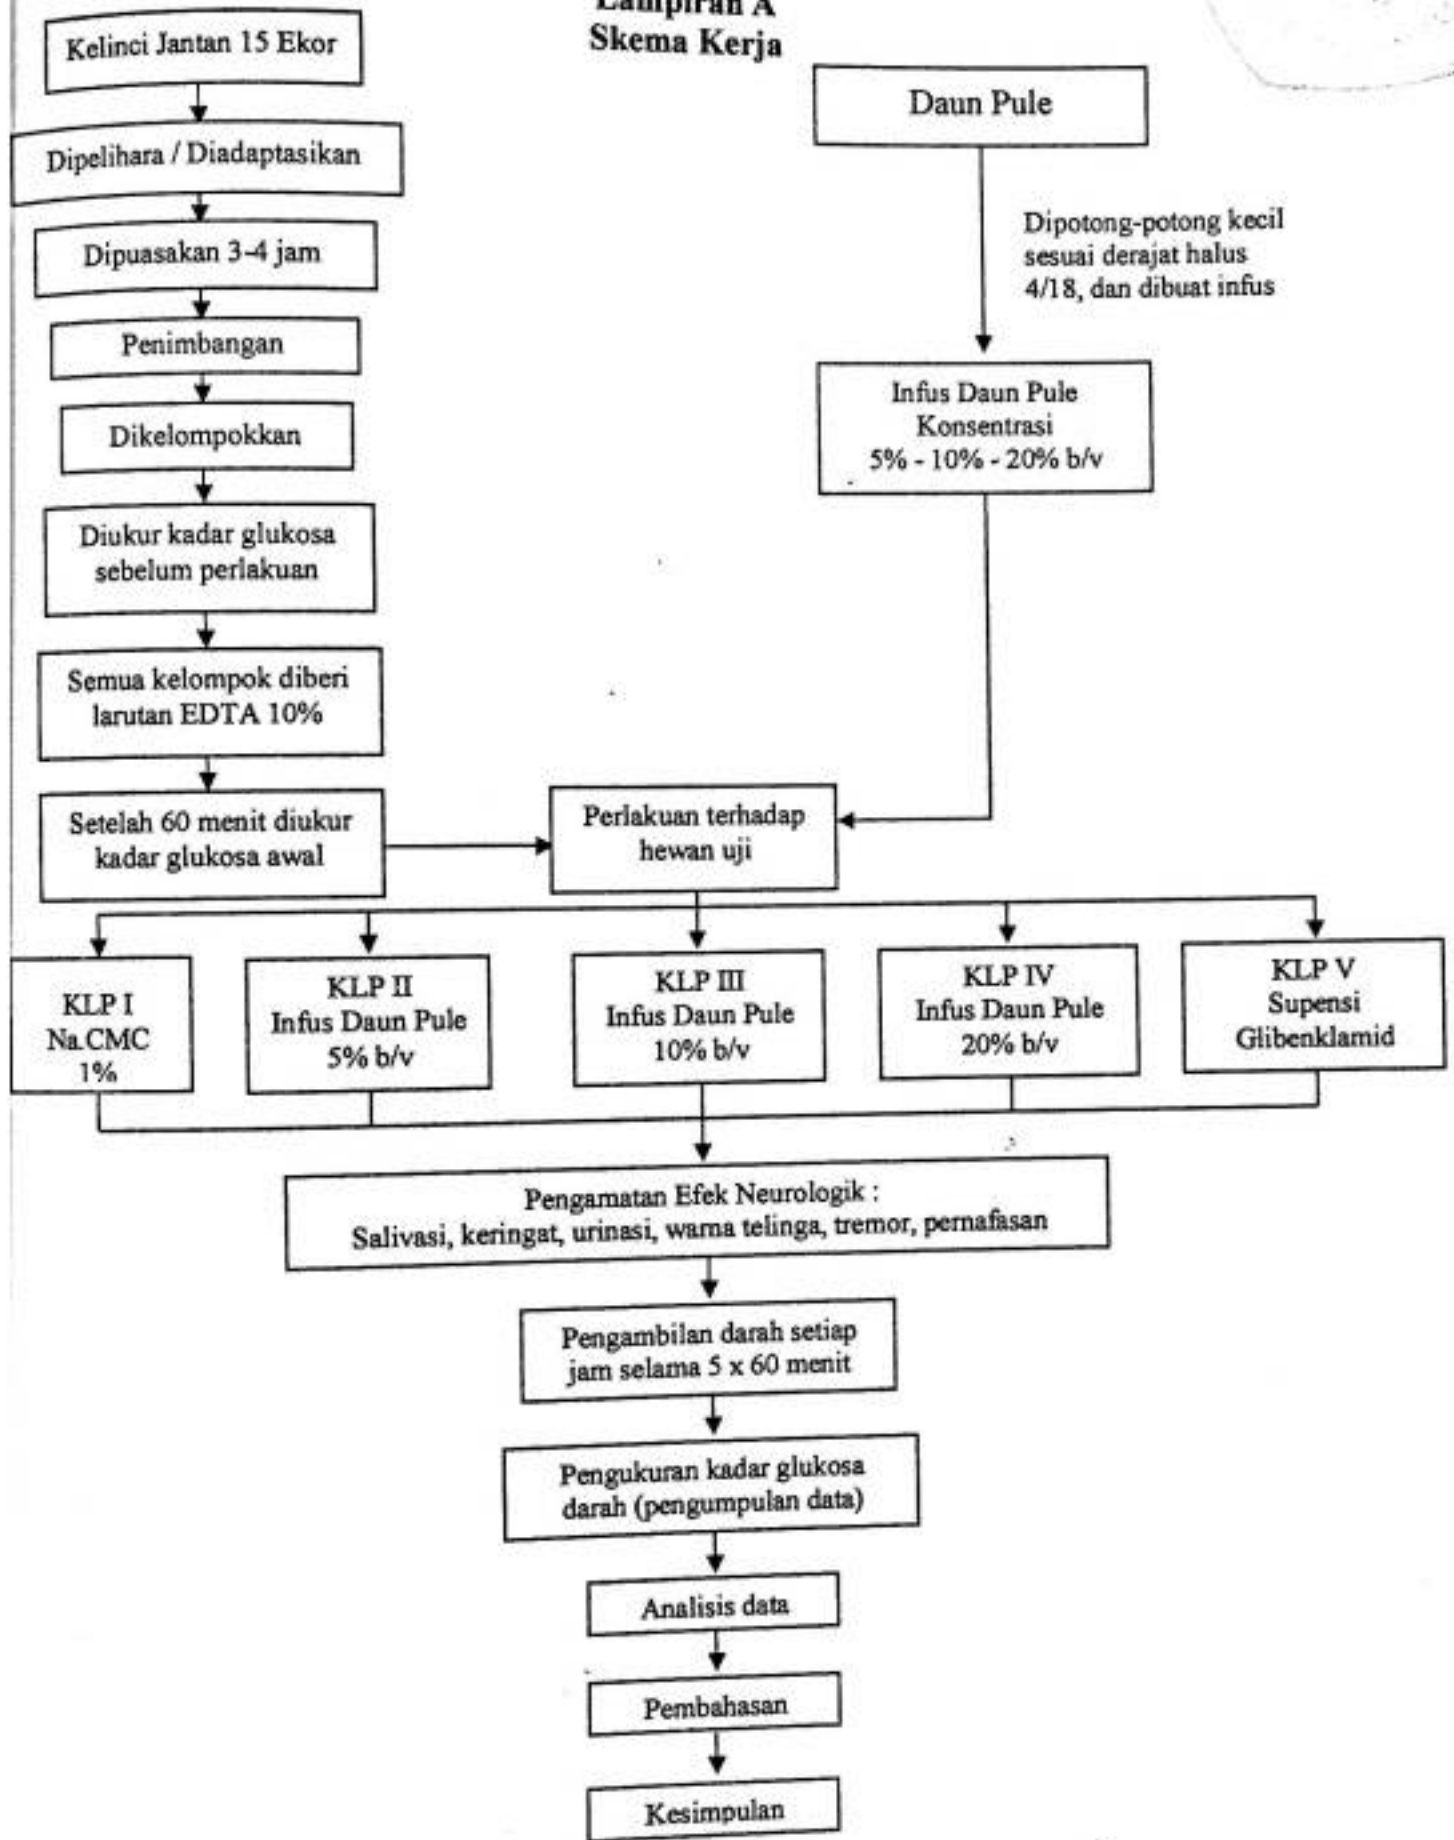 Lampiran A
Skema Kerja
Kelinci Jantan 15 Ekor
Dipelihara / Diadaptasikan
Dipuasakan 3-4 jam
Penimbangan
Dikelompokkan
Diukur kadar glukosa
sebelum perlakuan
Semua kelompok diberi
larutan EDTA 10%
Setelah 60 menit diukur
kadar glukosa awal
Daun Pule
Dipotong-potong kecil
sesuai derajat halus
4/18, dan dibuat infus
Infus Daun Pule
Konsentrasi
5% - 10% - 20% b/v
Perlakuan terhadap
hewan uji
KLP I
Na.CMC
1%
KLP II
Infus Daun Pule
5% b/v
KLP III
Infus Daun Pule
10% b/v
KLP IV
Infus Daun Pule
20% b/v
KLP V
Supensi
Glibenklamid
Pengamatan Efek Neurologik :
Salivasi, keringat, urinasi, warna telinga, tremor, pernafasan
Pengambilan darah setiap
jam selama 5 x 60 menit
Pengukuran kadar glukosa
darah (pengumpulan data)
Analisis data
Pembahasan
Kesimpulan